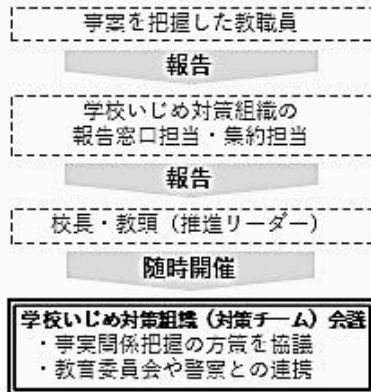 事案を把握した教職員
報告
学校いじめ対策組織の
報告窓口担当・集約担当
報告
校長・教頭（推進リーダー）
随時開催
学校いじめ対策組織（対策チーム）会議
・事実関係把握の方策を協議
・教育委員会や警察との連携